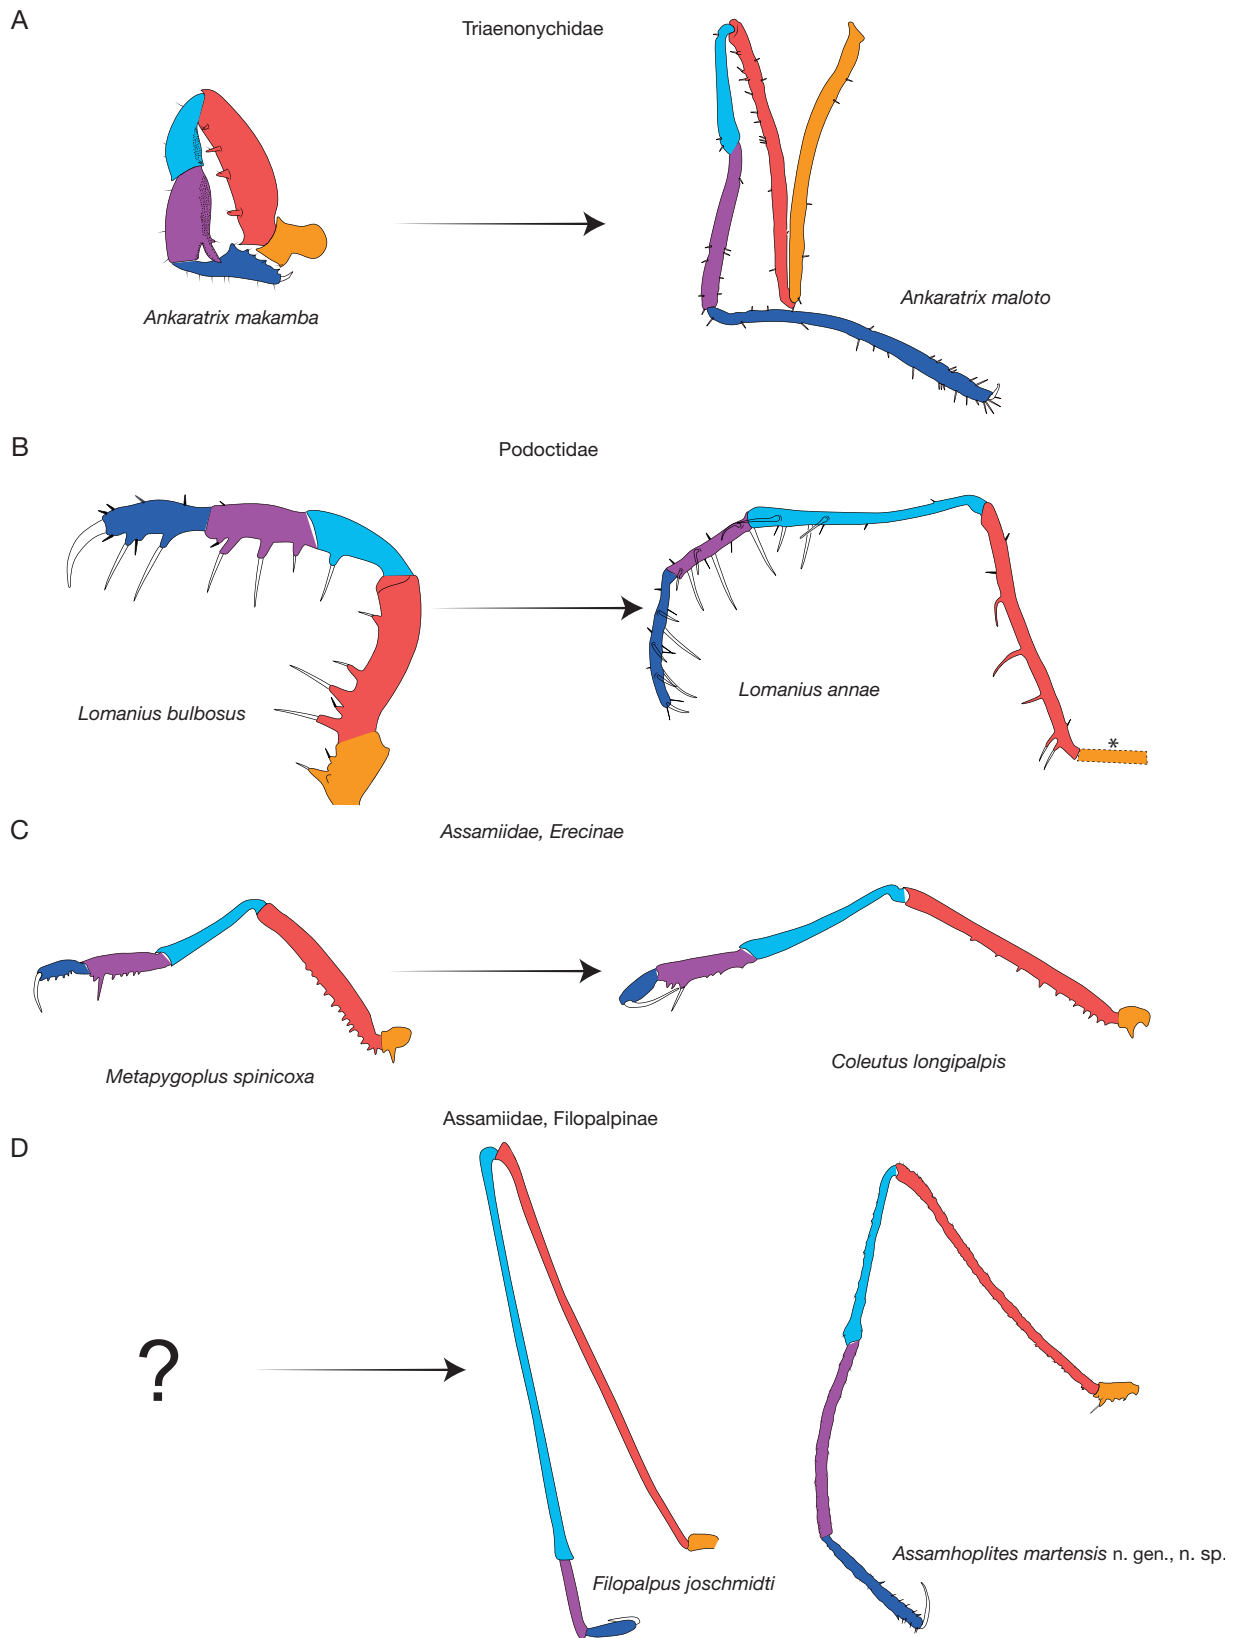 A
Triaenonychidae
Ankaratrix makamba
Ankaratrix maloto
B
Podoctidae
Lomanius bulbosus
Lomanius annae
*
C
Assamiidae, Erecinae
Metapygoplus spinicoxa
Coleutus longipalpis
Assamiidae, Filopalpinae
D
?
Filopalpus joschmidti
Assamhoplites martensis n. gen., n. sp.